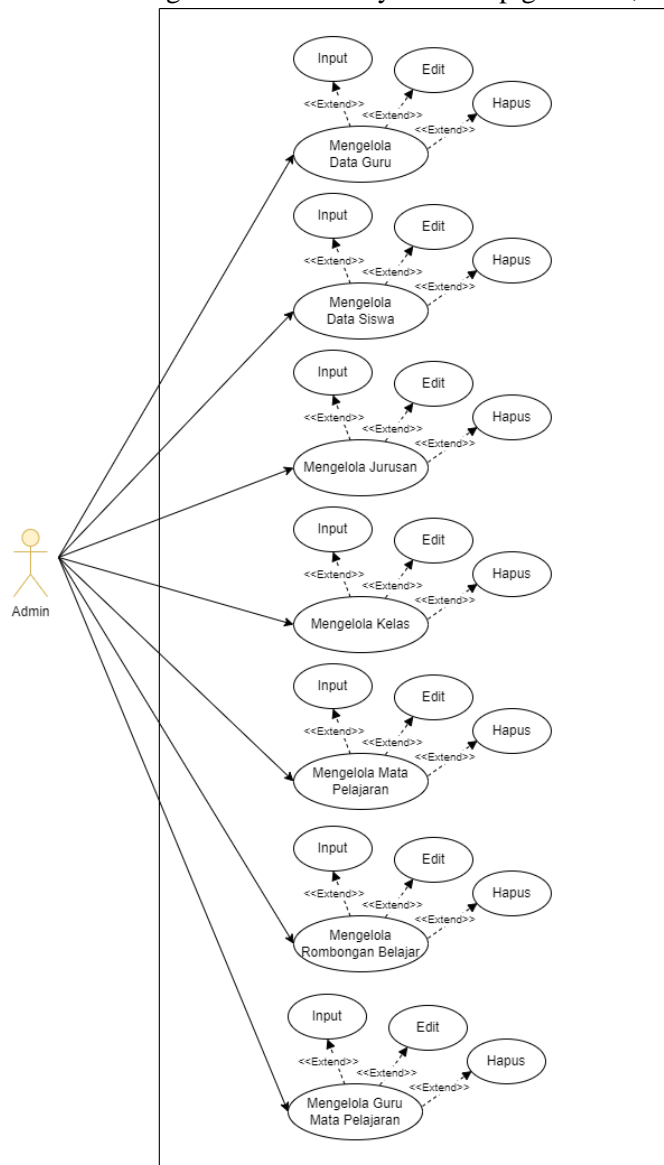 Input
Edit
Hapus
<<Extend>>
<<Extend>>
<<Extend>>
Mengelola
Data Guru
Input
Edit
Hapus
<<Extend>>
<<Extend>>
<<Extend>>
Mengelola
Data Siswa
Input
Edit
Hapus
<<Extend>>
<<Extend>>
<<Extend>>
Mengelola Jurusan
Input
Edit
Hapus
<<Extend>>
<<Extend>>
<<Extend>>
Mengelola Kelas
Admin
Input
Edit
Hapus
<<Extend>>
<<Extend>>
<<Extend>>
Mengelola Mata
Pelajaran
Input
Edit
Hapus
<<Extend>>
<<Extend>>
<<Extend>>
Mengelola
Rombongan Belajar
Input
Edit
Hapus
<<Extend>>
<<Extend>>
<<Extend>>
Mengelola Guru
Mata Pelajaran